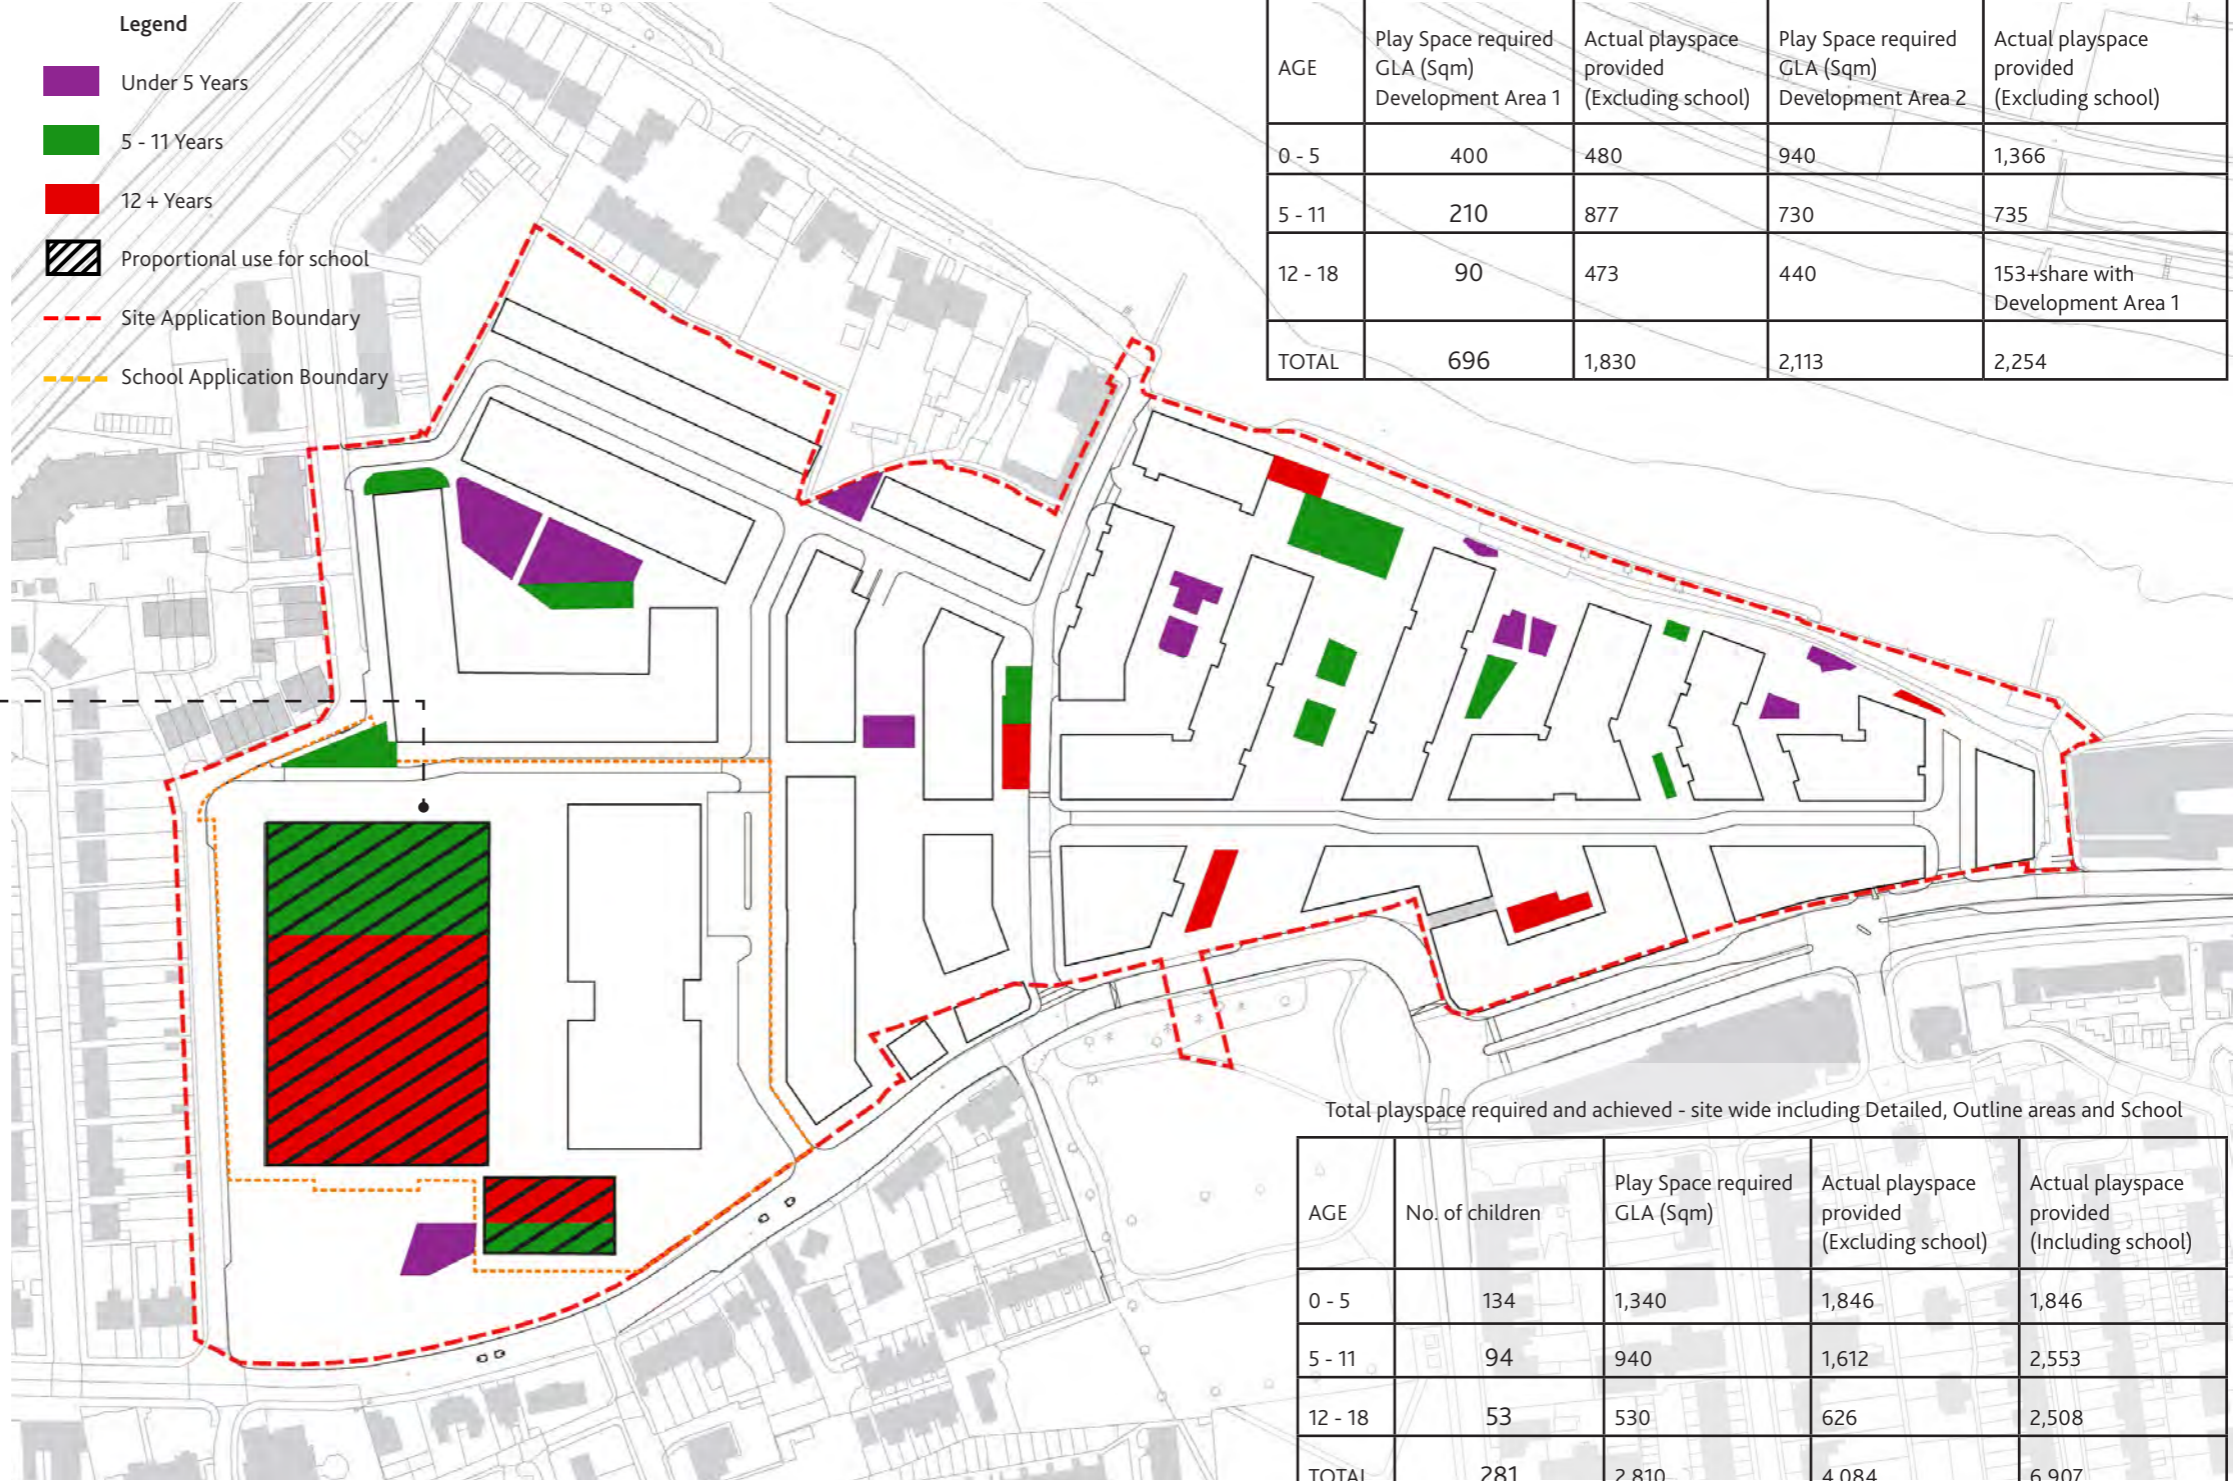 Legend
Under 5 Years
5 - 11 Years
12 + Years
Proportional use for school
Site Application Boundary
School Application Boundary
AGE
Play Space required
GLA (Sqm)
Development Area 1
Actual playspace
provided
(Excluding school)
Play Space required
GLA (Sqm)
Development Area 2
Actual playspace
provided
(Excluding school)
0 - 5 400 480 940 1,366
5 - 11 210 877 730 735
12 - 18 90 473 440 153+share with
Development Area 1
TOTAL 696 1,830 2,113 2,254
Total playspace required and achieved - site wide including Detailed, Outline areas and School
AGE
No. of children
Play Space required
GLA (Sqm)
Actual playspace
provided
(Excluding school)
Actual playspace
provided
(Including school)
0 - 5 134 1,340 1,846 1,846
5 - 11 94 940 1,612 2,553
12 - 18 53 530 626 2,508
TOTAL 281 2,810 4,084 6,907